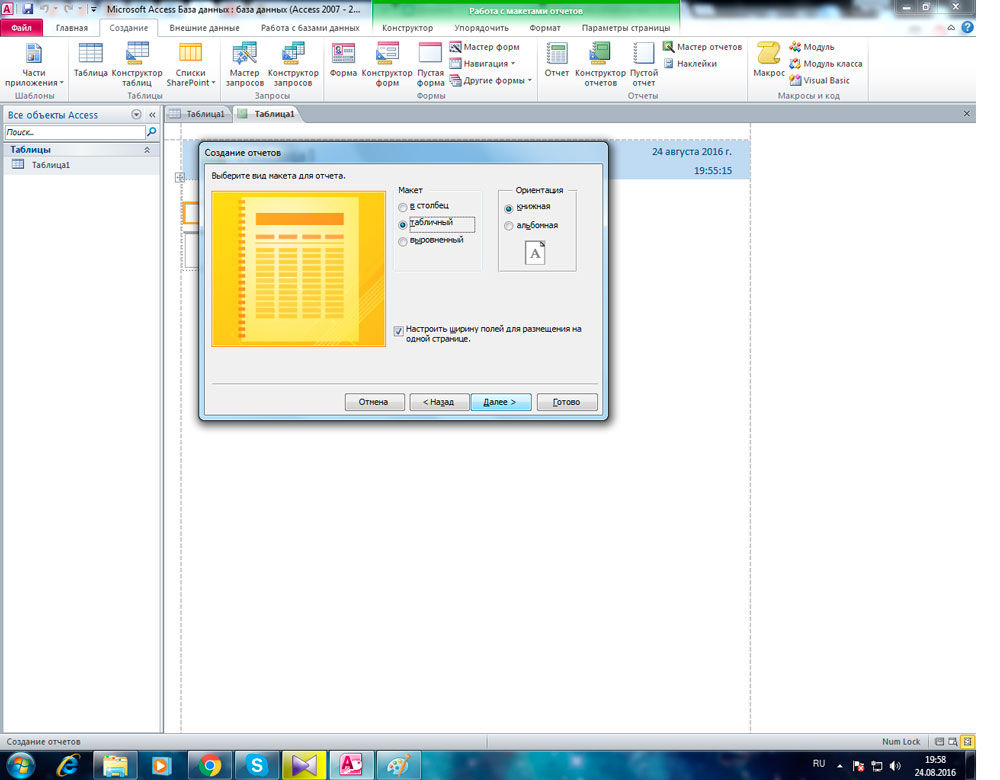 Microsoft Access База данных : база данных (Access 2007 - 2...
Работа с макетами отчетов
Файл Главная Создание Внешние данные Работа с базами данных Конструктор Упорядочить Формат Параметры страницы
Части приложения
Таблица
Конструктор таблиц
Списки SharePoint
Мастер запросов
Конструктор запросов
Форма
Конструктор форм
Пустая форма
Мастер форм
Навигация
Другие формы
Отчет
Конструктор отчетов
Пустой отчет
Мастер отчетов
Наклейки
Макрос
Модуль
Модуль класса
Visual Basic
Шаблоны Таблицы Запросы Формы Отчеты Макросы и код
Все объекты Access
Поиск...
Таблицы
Таблица1
Таблица1 Таблица1
24 августа 2016 г.
19:55:15
Создание отчетов
Выберите вид макета для отчета.
Макет
в столбец
табличный
выровненный
Ориентация
книжная
альбомная
A
Настроить ширину полей для размещения на
одной странице.
Отмена < Назад Далее > Готово
Создание отчетов Num Lock
RU 19:58
24.08.2016